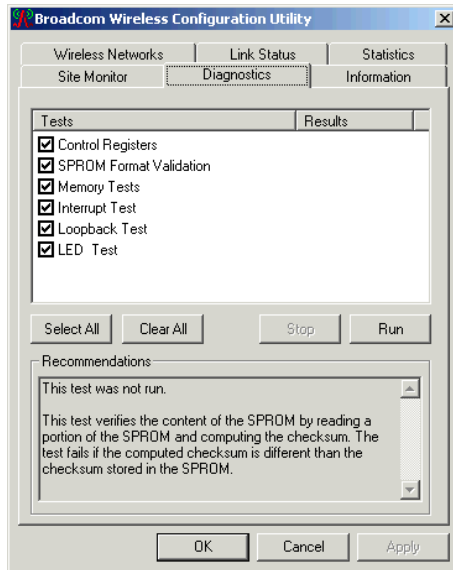 Broadcom Wireless Configuration Utility
Wireless Networks Link Status Statistics
Site Monitor Diagnostics Information
Tests Results
Control Registers
SPROM Format Validation
Memory Tests
Interrupt Test
Loopback Test
LED Test
Select All Clear All Stop Run
Recommendations
This test was not run.
This test verifies the content of the SPROM by reading a
portion of the SPROM and computing the checksum. The
test fails if the computed checksum is different than the
checksum stored in the SPROM.
OK Cancel Apply